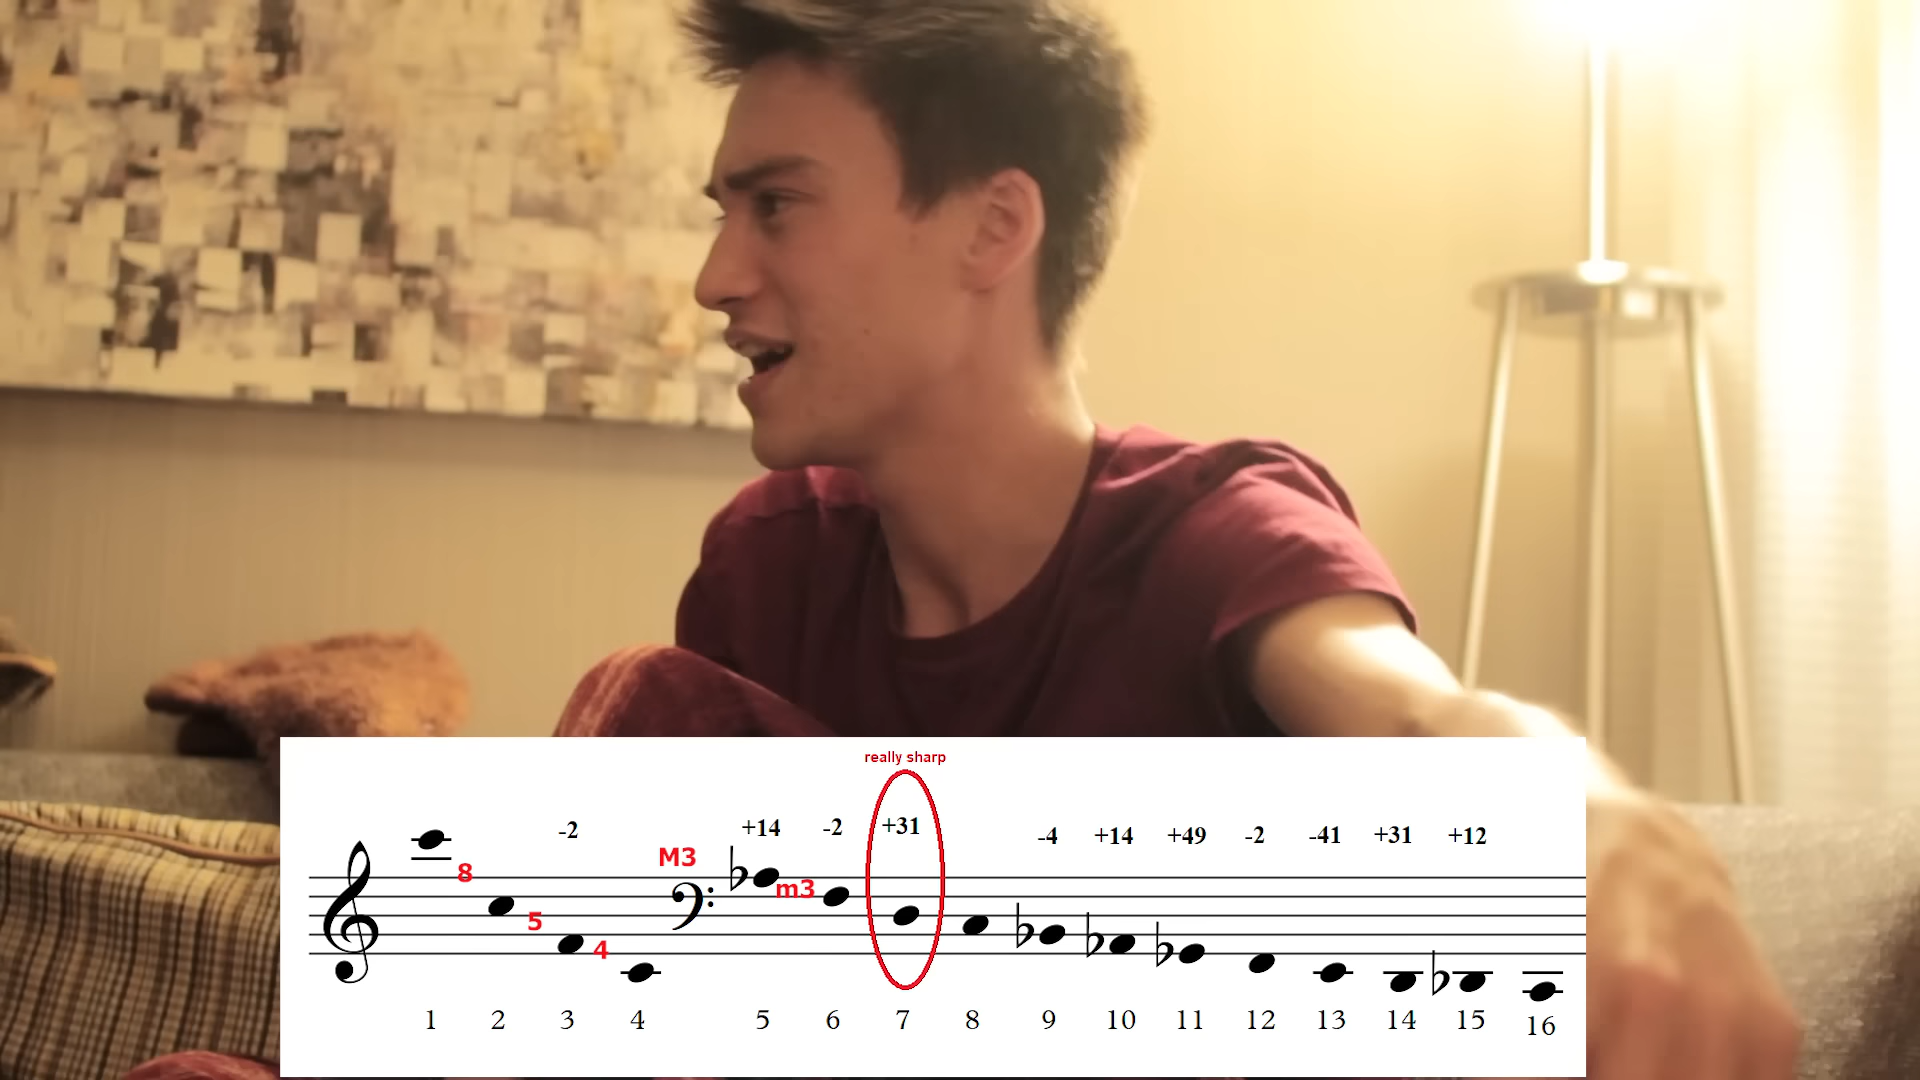 really sharp
-2 +14 -2 +31 -4 +14 +49 -2 -41 +31 +12
8 5 4 M3 m3
1 2 3 4 5 6 7 8 9 10 11 12 13 14 15 16